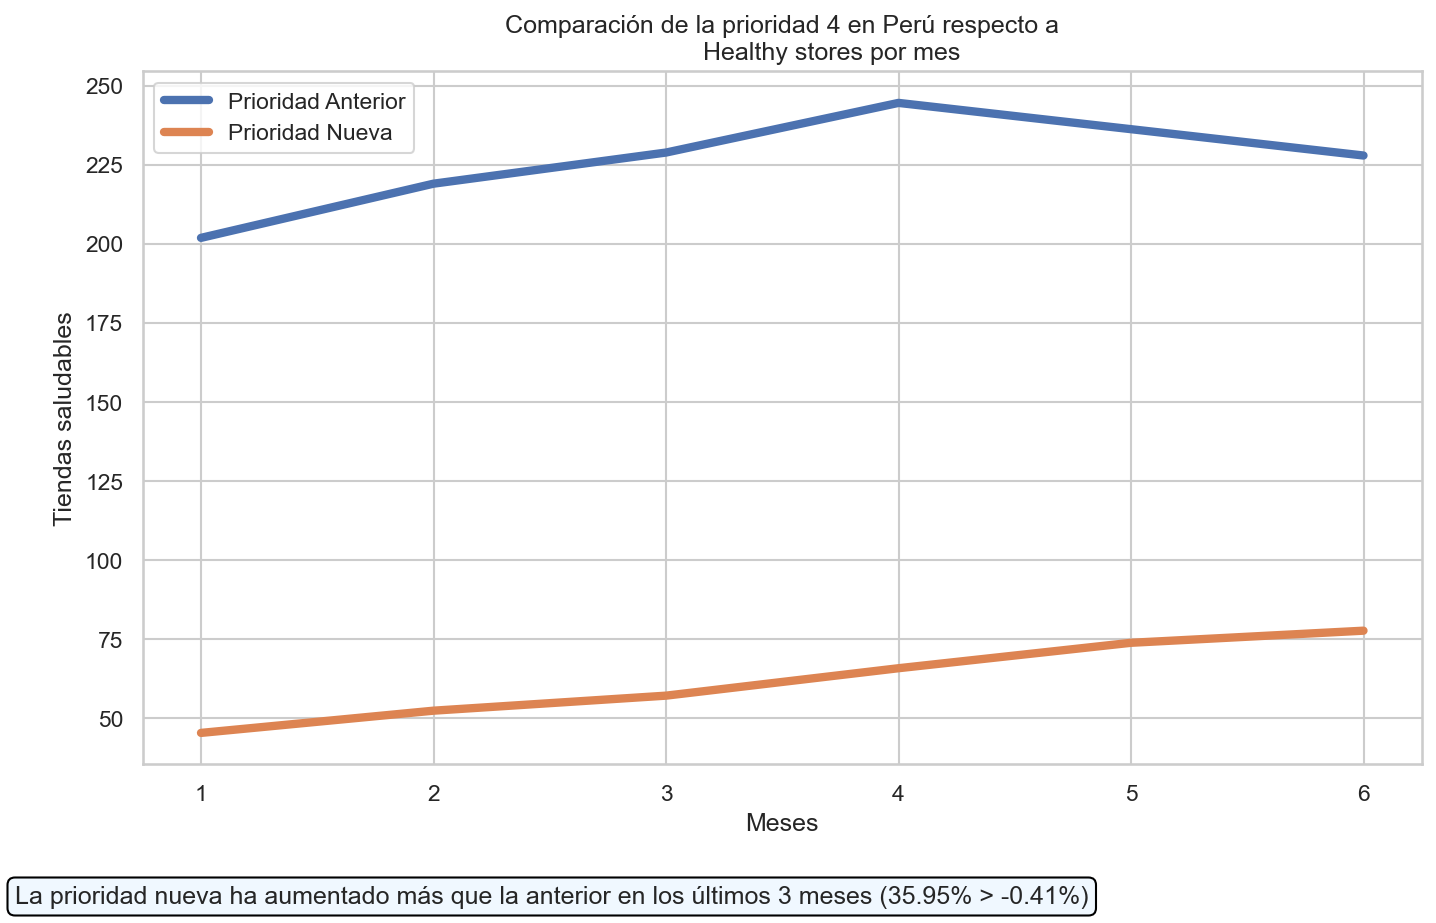 Comparación de la prioridad 4 en Perú respecto a
Healthy stores por mes
Prioridad Anterior
Prioridad Nueva
Tiendas saludables
250
225
200
175
150
125
100
75
50
1 2 3 4 5 6
Meses
La prioridad nueva ha aumentado más que la anterior en los últimos 3 meses (35.95% > -0.41%)